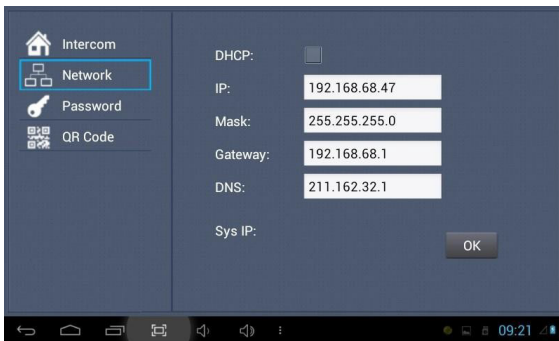 Intercom
Network
Password
QR Code
DHCP:
IP: 192.168.68.47
Mask: 255.255.255.0
Gateway: 192.168.68.1
DNS: 211.162.32.1
Sys IP:
OK
09:21